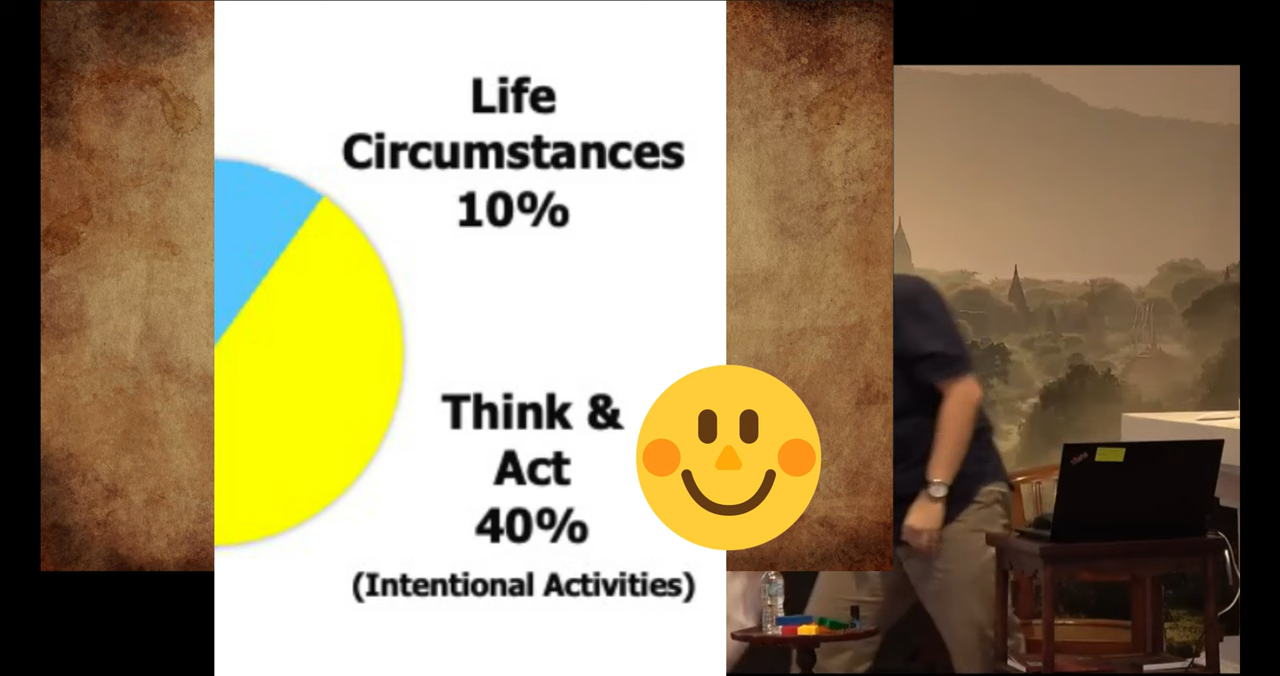 Life
Circumstances
10%
Think &
Act
40%
(Intentional Activities)